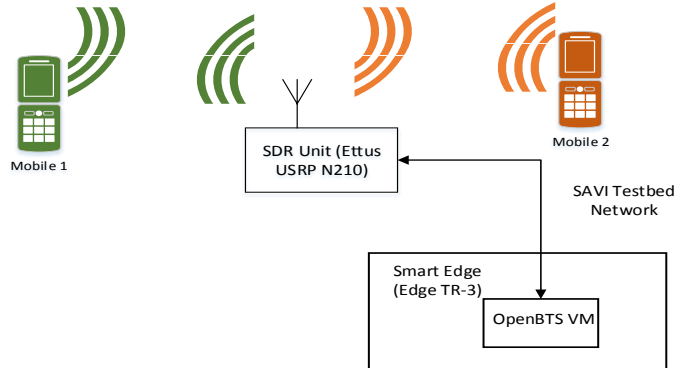 Mobile 1
SDR Unit (Ettus
USRP N210)
Mobile 2
SAVI Testbed
Network
Smart Edge
(Edge TR-3)
OpenBTS VM